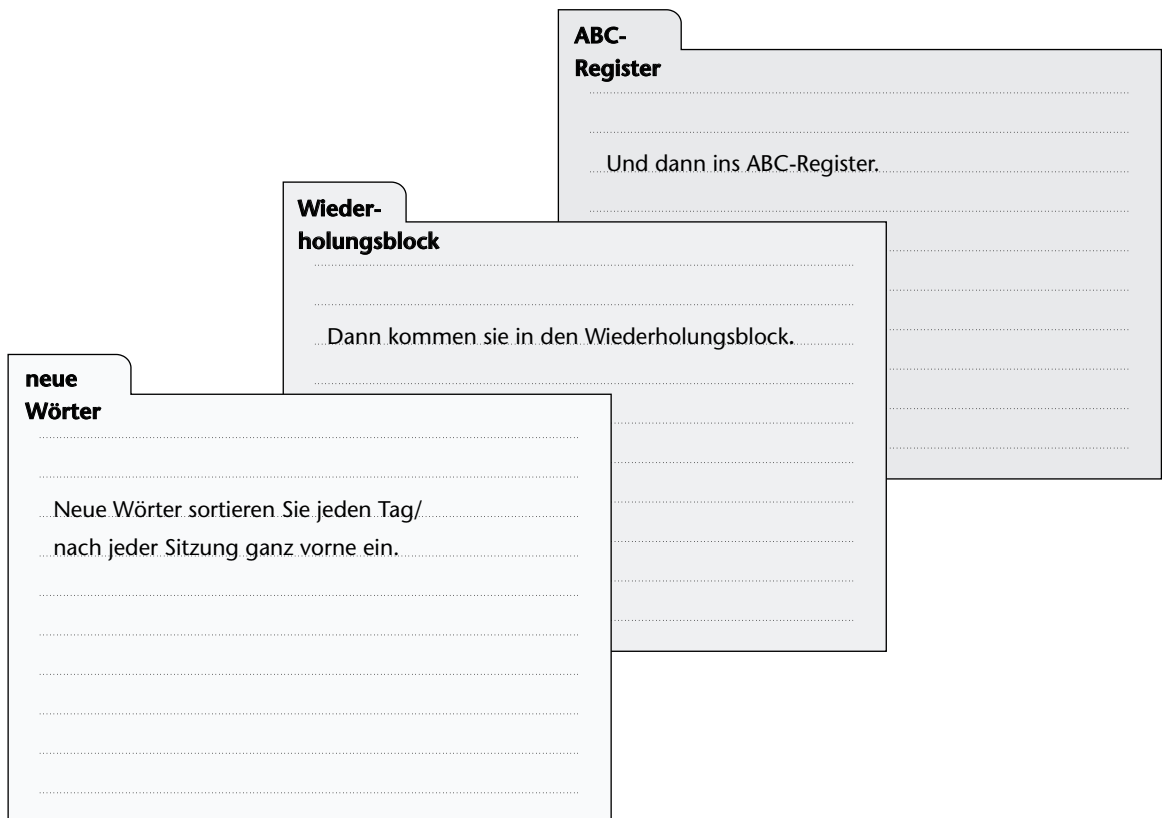 ABC-
Register
Und dann ins ABC-Register.
Wieder-
holungsblock
Dann kommen sie in den Wiederholungsblock.
neue
Wörter
Neue Wörter sortieren Sie jeden Tag/
nach jeder Sitzung ganz vorne ein.